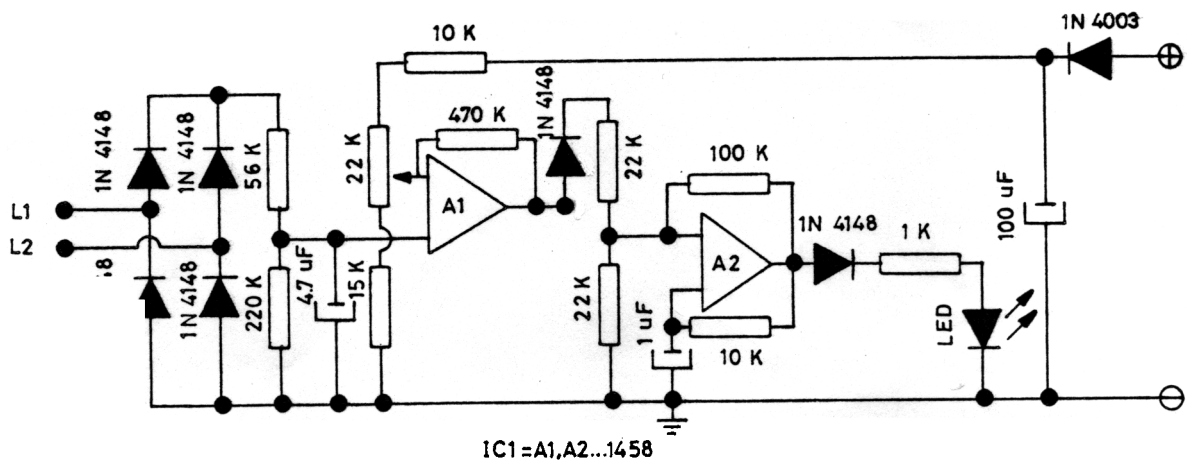 1N 4003
10 K
1N 4148
470 K
1N 4148
1N 4148
56 K
22 K
22 K
100 K
A1
L1
L2
1N 4148
1 K
100 uF
A2
48
1N 4148
220 K
4.7 uF
15 K
22 K
1 uF
10 K
LED
IC1=A1,A2...1458